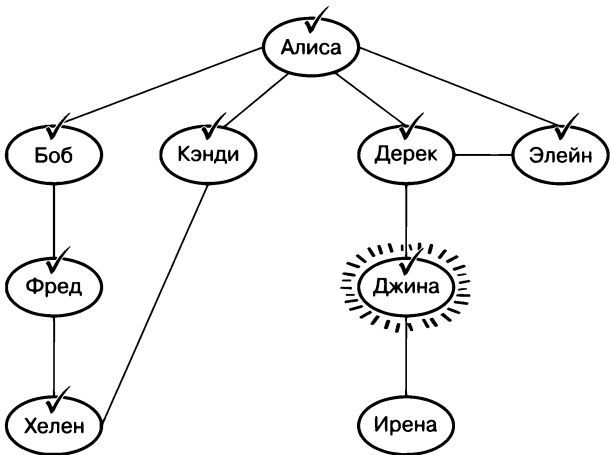 Алиса
Боб
Кэнди
Дерек
Элейн
Фред
Джина
Хелен
Ирена